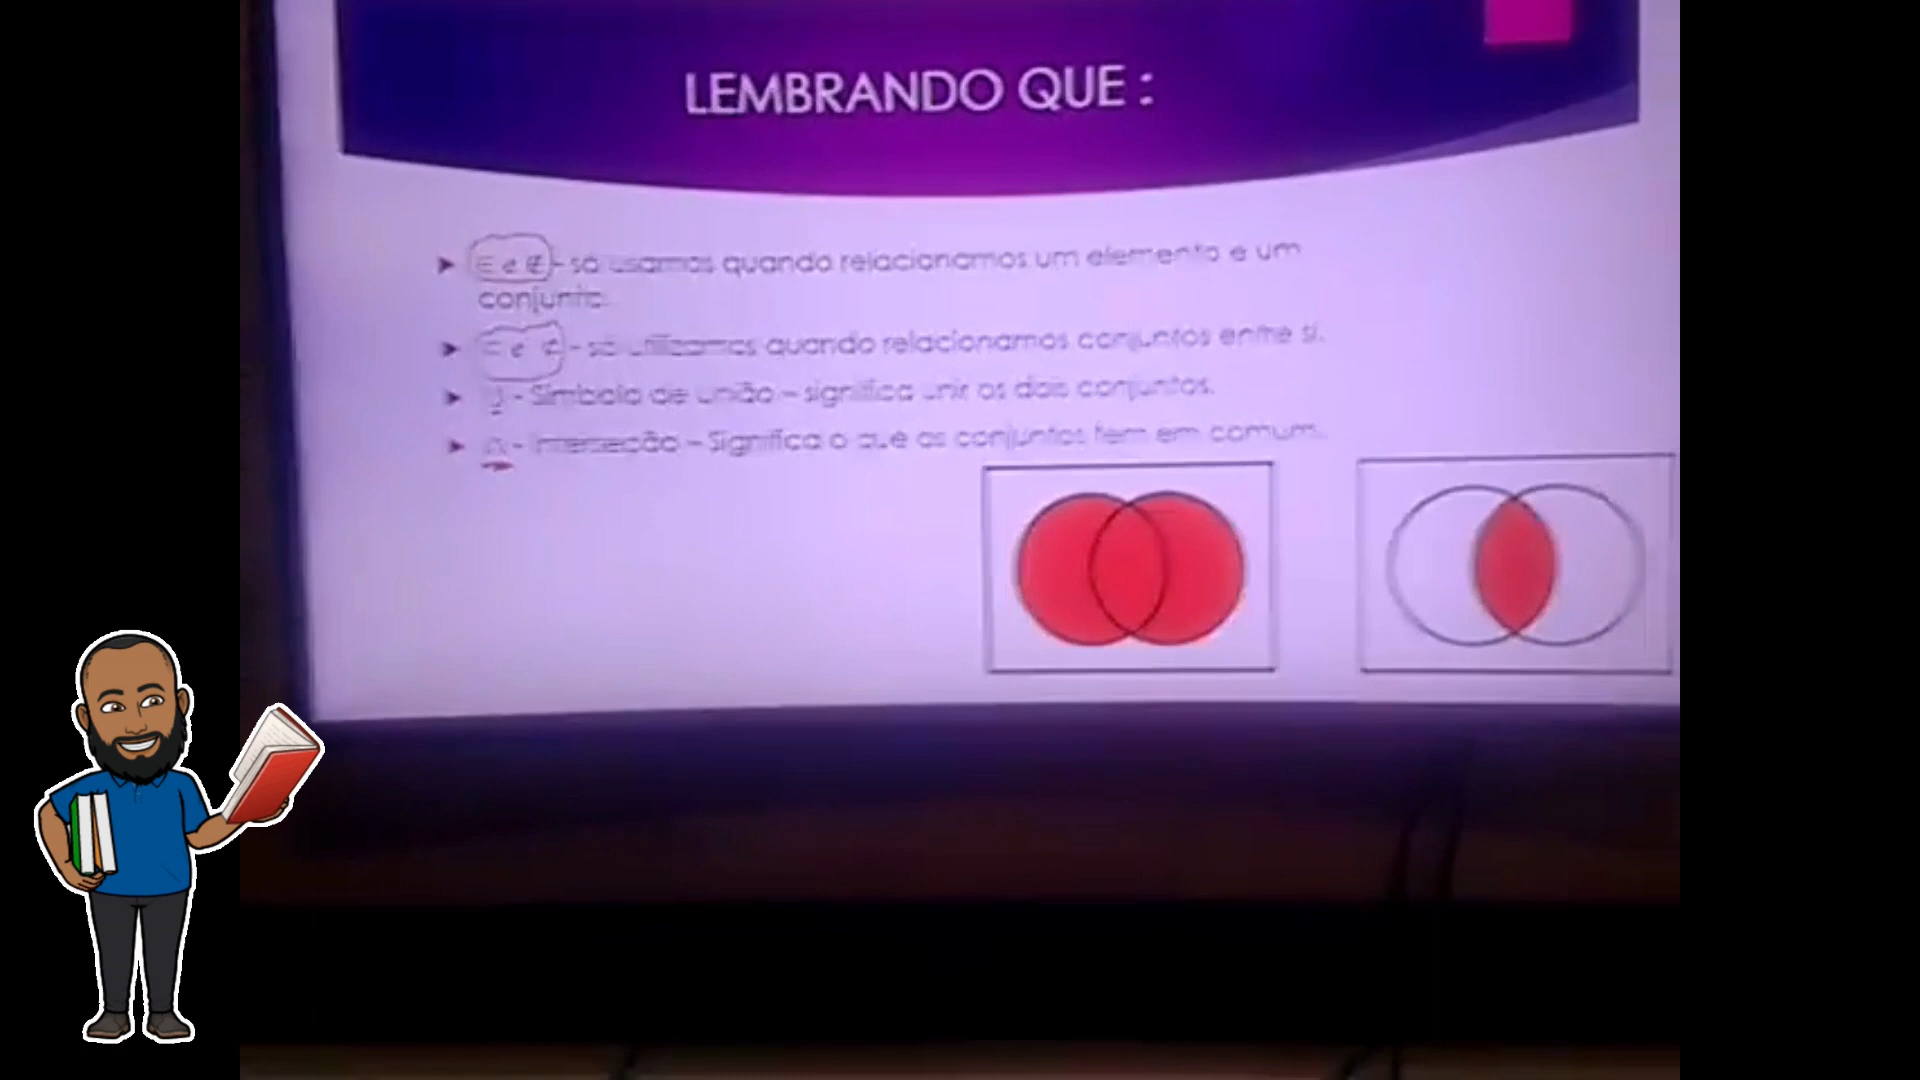 LEMBRANDO QUE :
∈ e ∉ - só usamos quando relacionamos um elemento e um
conjunto.
⊂ e ⊄ - só utilizamos quando relacionamos conjuntos entre si.
∪ - Símbolo de união – significa unir os dois conjuntos.
∩ - Interseção – Significa o que os conjuntos tem em comum.